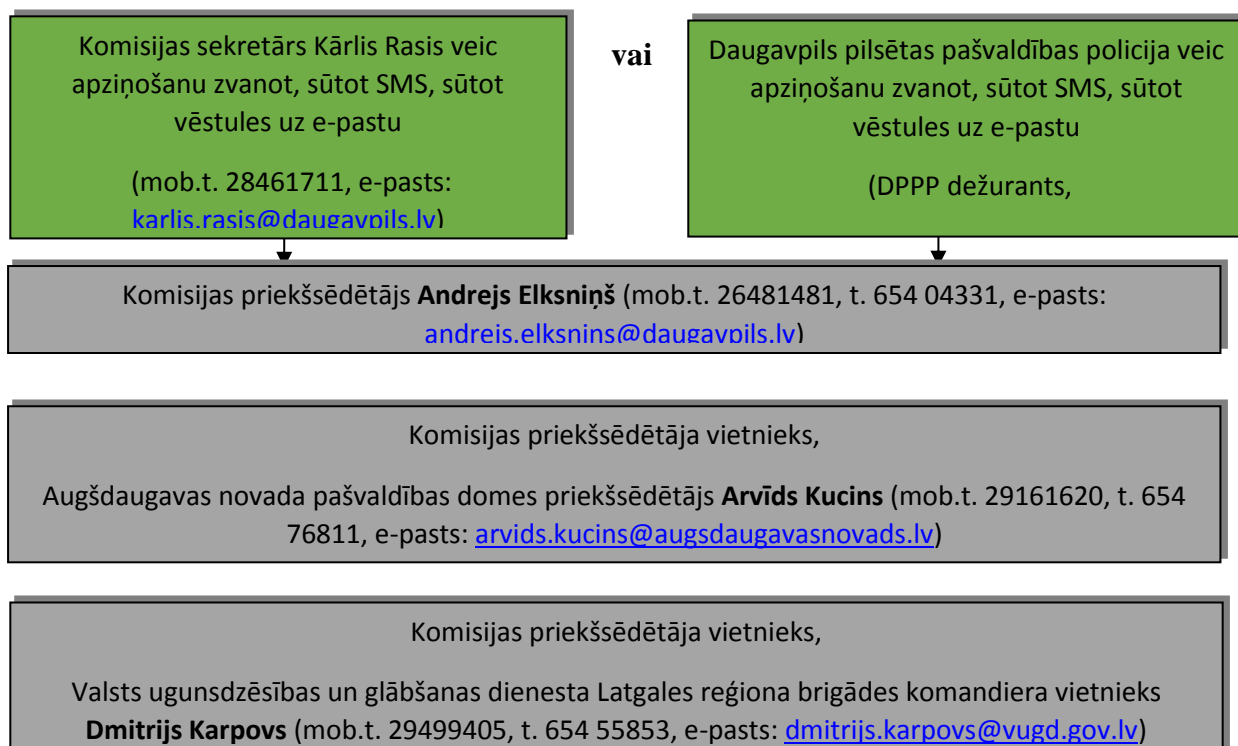 Komisijas sekretārs Kārlis Rasis veic
apziņošanu zvanot, sūtot SMS, sūtot
vēstules uz e-pastu
(mob.t. 28461711, e-pasts:
karlis.rasis@daugavpils.lv)
vai
Daugavpils pilsētas pašvaldības policija veic
apziņošanu zvanot, sūtot SMS, sūtot
vēstules uz e-pastu
(DPPP dežurants,
Komisijas priekšsēdētājs Andrejs Elksniņš (mob.t. 26481481, t. 654 04331, e-pasts:
andrejs.elksnins@daugavpils.lv)
Komisijas priekšsēdētāja vietnieks,
Augšdaugavas novada pašvaldības domes priekšsēdētājs Arvīds Kucins (mob.t. 29161620, t. 654
76811, e-pasts: arvids.kucins@augsdaugavasnovads.lv)
Komisijas priekšsēdētāja vietnieks,
Valsts ugunsdzēsības un glābšanas dienesta Latgales reģiona brigādes komandiera vietnieks
Dmitrijs Karpovs (mob.t. 29499405, t. 654 55853, e-pasts: dmitrijs.karpovs@vugd.gov.lv)